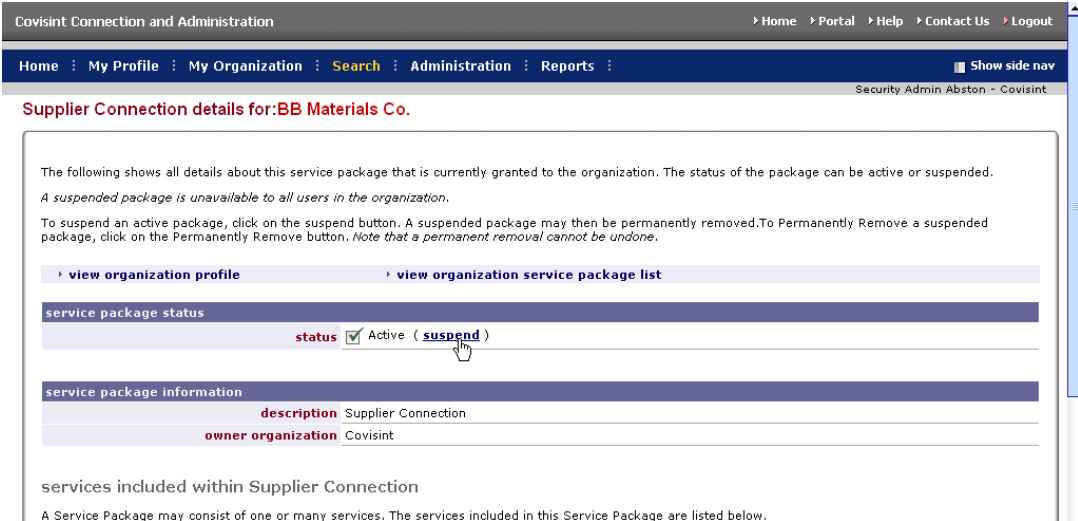 Covisint Connection and Administration
Home Portal Help Contact Us Logout
Home My Profile My Organization Search Administration Reports
Show side nav
Security Admin Abston - Covisint
Supplier Connection details for:BB Materials Co.
The following shows all details about this service package that is currently granted to the organization. The status of the package can be active or suspended.
A suspended package is unavailable to all users in the organization.
To suspend an active package, click on the suspend button. A suspended package may then be permanently removed.To Permanently Remove a suspended
package, click on the Permanently Remove button. Note that a permanent removal cannot be undone.
view organization profile view organization service package list
service package status
status Active ( suspend )
service package information
description Supplier Connection
owner organization Covisint
services included within Supplier Connection
A Service Package may consist of one or many services. The services included in this Service Package are listed below.